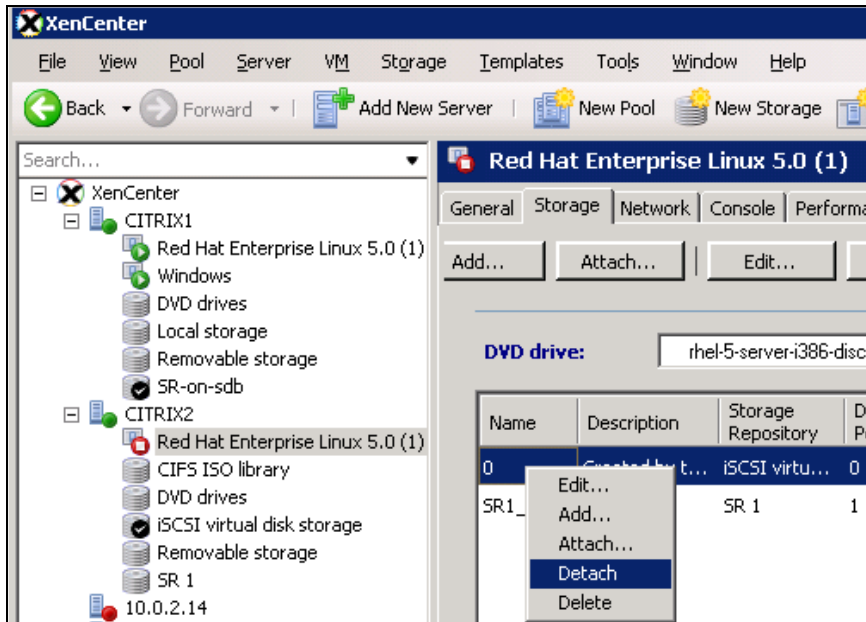 XenCenter
File View Pool Server VM Storage Templates Tools Window Help
Back Forward Add New Server New Pool New Storage
Search...
Red Hat Enterprise Linux 5.0 (1)
XenCenter
CITRIX1
Red Hat Enterprise Linux 5.0 (1)
Windows
DVD drives
Local storage
Removable storage
SR-on-sdb
CITRIX2
Red Hat Enterprise Linux 5.0 (1)
CIFS ISO library
DVD drives
iSCSI virtual disk storage
Removable storage
SR 1
10.0.2.14
General Storage Network Console Performa
Add... Attach... Edit...
DVD drive: rhel-5-server-i386-disc
Name Description Storage Repository
0 t... iSCSI virtu... 0
SR1_ SR 1 1
Edit...
Add...
Attach...
Detach
Delete